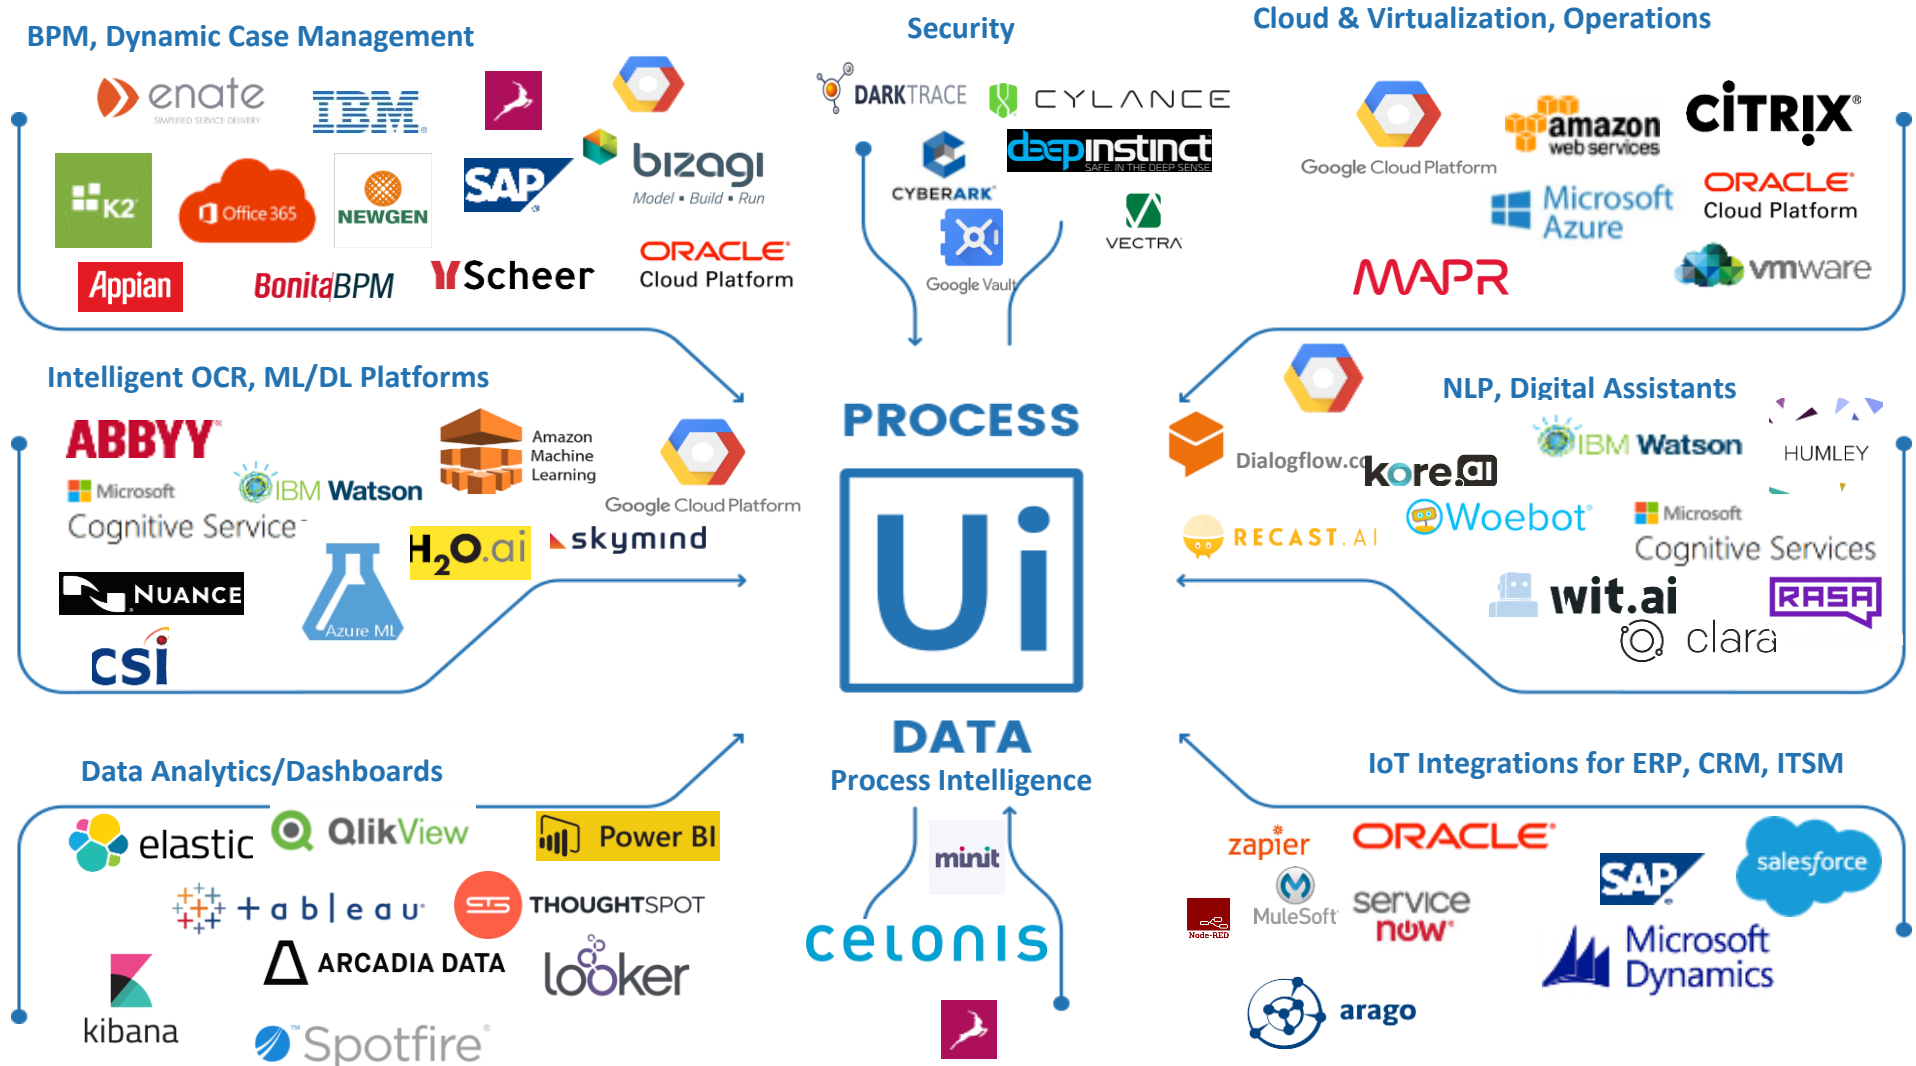 BPM, Dynamic Case Management
enate
SIMPLIFIED SERVICE DELIVERY
IBM
K2
Office 365
NEWGEN
SAP
bizagi
Model ▪ Build ▪ Run
Appian
BonitaBPM
Scheer
ORACLE
Cloud Platform
Security
DARKTRACE
CYLANCE
CYBERARK
deepinstinct
SAFE. IN THE DEEP SENSE
Google Vault
VECTRA
Cloud & Virtualization, Operations
Google Cloud Platform
amazon
web services
CiTRIX
Microsoft
Azure
ORACLE
Cloud Platform
MAPR
vmware
Intelligent OCR, ML/DL Platforms
ABBYY
Microsoft
Cognitive Service
IBM Watson
Amazon
Machine
Learning
Google Cloud Platform
H2O.ai
skymind
NUANCE
Azure ML
csi
PROCESS
Ui
DATA
NLP, Digital Assistants
Dialogflow.co
kore.ai
IBM Watson
HUMLEY
RECAST.AI
Woebot
Microsoft
Cognitive Services
wit.ai
RASA
clara
Data Analytics/Dashboards
elastic
QlikView
Power BI
tableau
THOUGHTSPOT
ARCADIA DATA
looker
kibana
Spotfire
Process Intelligence
minit
celonis
IoT Integrations for ERP, CRM, ITSM
zapier
ORACLE
SAP
salesforce
Node-RED
MuleSoft
service
now
Microsoft
Dynamics
arago